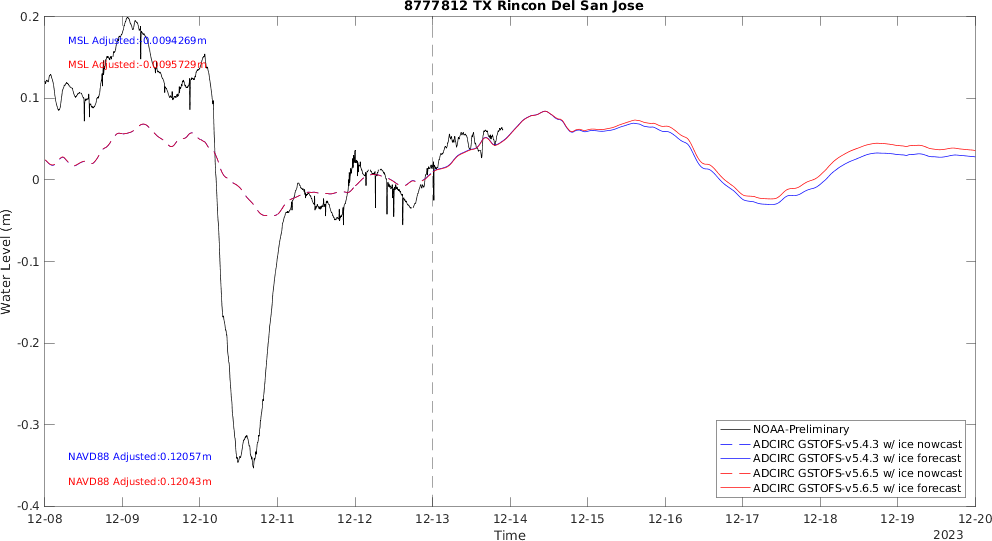 8777812 TX Rincon Del San Jose
0.2
0.1
0
-0.1
-0.2
-0.3
-0.4
Water Level (m)
MSL Adjusted:-0.0094269m
MSL Adjusted:-0.0095729m
NAVD88 Adjusted:0.12057m
NAVD88 Adjusted:0.12043m
NOAA-Preliminary
ADCIRC GSTOFS-v5.4.3 w/ ice nowcast
ADCIRC GSTOFS-v5.4.3 w/ ice forecast
ADCIRC GSTOFS-v5.6.5 w/ ice nowcast
ADCIRC GSTOFS-v5.6.5 w/ ice forecast
12-08 12-09 12-10 12-11 12-12 12-13 12-14 12-15 12-16 12-17 12-18 12-19 12-20
Time
2023